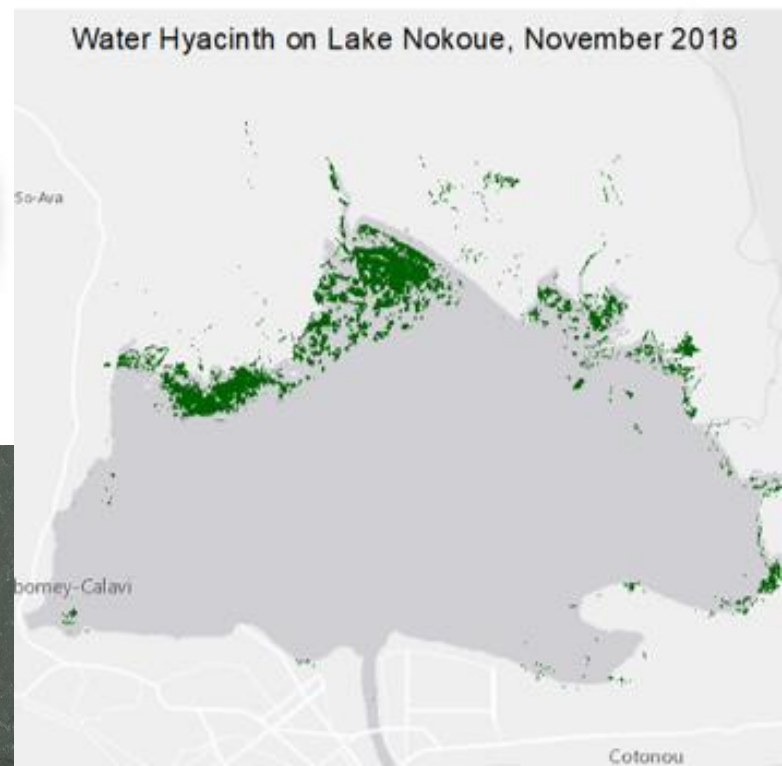 Water Hyacinth on Lake Nokoue, November 2018
So-Ava
bomey-Calavi
Cotonou